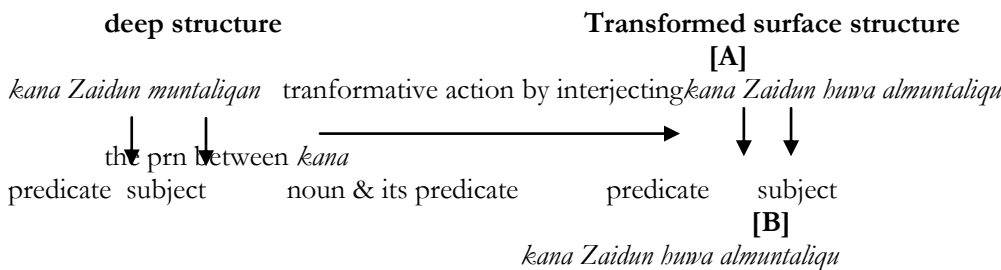 deep structure Transformed surface structure
[A]
kana Zaidun muntaliqan tranformative action by interjecting kana Zaidun huwa almuntaliqu
the prn between kana
predicate subject noun & its predicate predicate subject
[B]
kana Zaidun huwa almuntaliqu